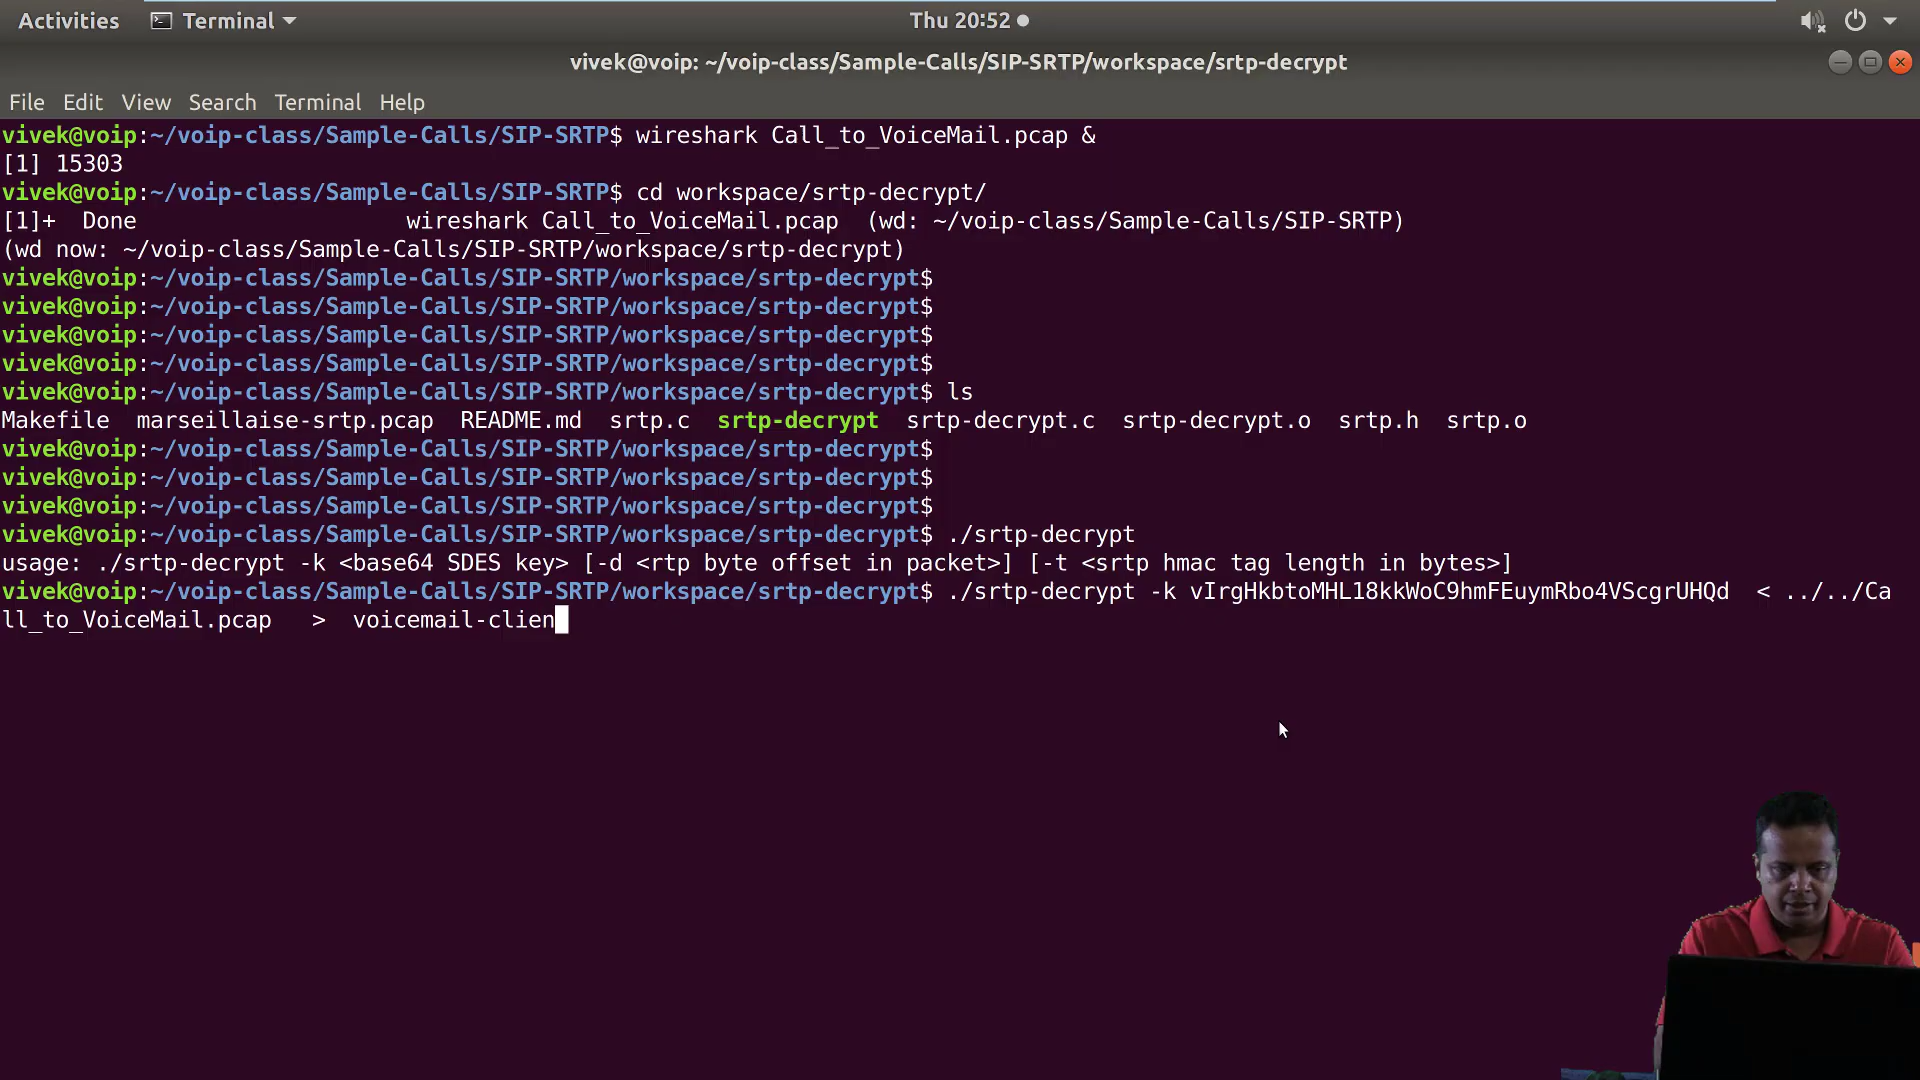 Activities Terminal Thu 20:52
vivek@voip: ~/voip-class/Sample-Calls/SIP-SRTP/workspace/srtp-decrypt
File Edit View Search Terminal Help
vivek@voip:~/voip-class/Sample-Calls/SIP-SRTP$ wireshark Call_to_VoiceMail.pcap &
[1] 15303
vivek@voip:~/voip-class/Sample-Calls/SIP-SRTP$ cd workspace/srtp-decrypt/
[1]+  Done                    wireshark Call_to_VoiceMail.pcap  (wd: ~/voip-class/Sample-Calls/SIP-SRTP)
(wd now: ~/voip-class/Sample-Calls/SIP-SRTP/workspace/srtp-decrypt)
vivek@voip:~/voip-class/Sample-Calls/SIP-SRTP/workspace/srtp-decrypt$
vivek@voip:~/voip-class/Sample-Calls/SIP-SRTP/workspace/srtp-decrypt$
vivek@voip:~/voip-class/Sample-Calls/SIP-SRTP/workspace/srtp-decrypt$
vivek@voip:~/voip-class/Sample-Calls/SIP-SRTP/workspace/srtp-decrypt$
vivek@voip:~/voip-class/Sample-Calls/SIP-SRTP/workspace/srtp-decrypt$ ls
Makefile  marseillaise-srtp.pcap  README.md  srtp.c  srtp-decrypt  srtp-decrypt.c  srtp-decrypt.o  srtp.h  srtp.o
vivek@voip:~/voip-class/Sample-Calls/SIP-SRTP/workspace/srtp-decrypt$
vivek@voip:~/voip-class/Sample-Calls/SIP-SRTP/workspace/srtp-decrypt$
vivek@voip:~/voip-class/Sample-Calls/SIP-SRTP/workspace/srtp-decrypt$
vivek@voip:~/voip-class/Sample-Calls/SIP-SRTP/workspace/srtp-decrypt$ ./srtp-decrypt
usage: ./srtp-decrypt -k <base64 SDES key> [-d <rtp byte offset in packet>] [-t <srtp hmac tag length in bytes>]
vivek@voip:~/voip-class/Sample-Calls/SIP-SRTP/workspace/srtp-decrypt$ ./srtp-decrypt -k vIrgHkbtoMHL18kkWoC9hmFEuymRbo4VScgrUHQd  < ../../Ca
ll_to_VoiceMail.pcap   >  voicemail-clien